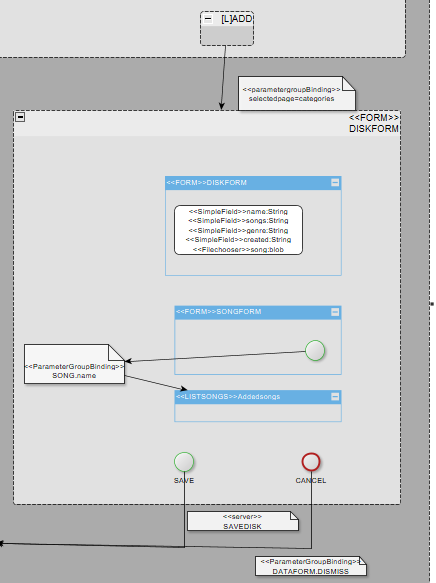 [L]ADD
<<parametergroupBinding>>
selectedpage=categories
<<FORM>>
DISKFORM
<<FORM>>DISKFORM
<<SimpleField>>name:String
<<SimpleField>>songs:String
<<SimpleField>>genre:String
<<SimpleField>>created:String
<<Filechooser>>song:blob
<<FORM>>SONGFORM
<<ParameterGroupBinding>>
SONG.name
<<LISTSONGS>>Addedsongs
SAVE
CANCEL
<<server>>
SAVEDISK
<<ParameterGroupBinding>>
DATAFORM.DISMISS